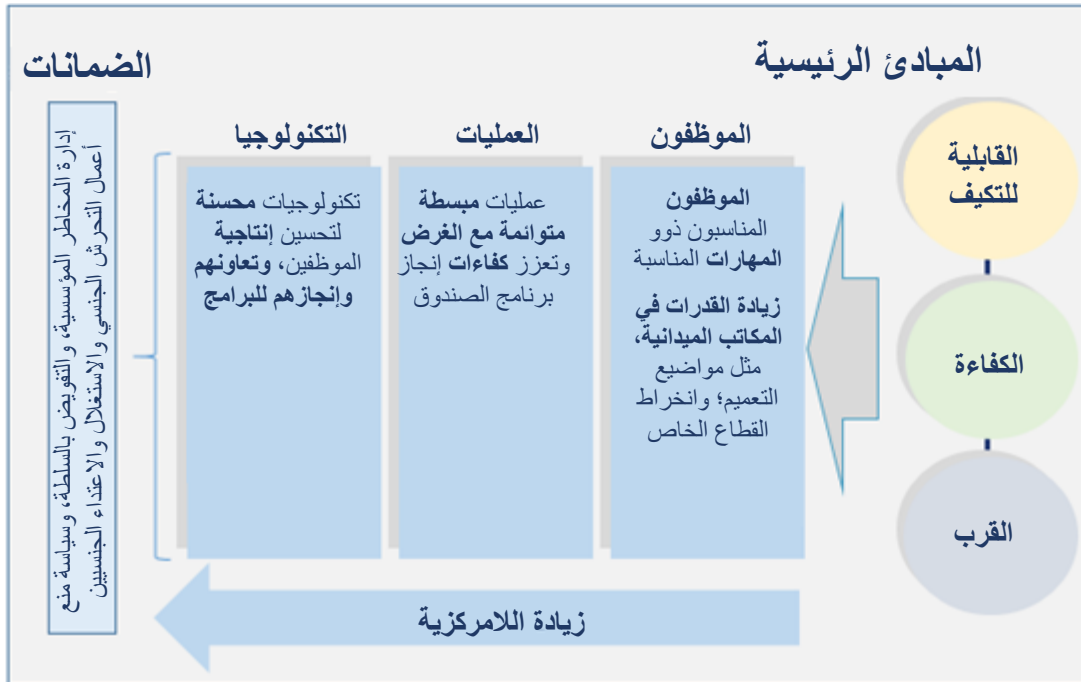 المبادئ الرئيسية
القابلية
للتكيف
الكفاءة
القرب
الموظفون
الموظفون
المناسبون ذوو
المهارات المناسبة
زيادة القدرات في
المكاتب الميدانية،
مثل مواضيع
التعميم؛ وانخراط
القطاع الخاص
العمليات
عمليات مبسطة
متوائمة مع الغرض
وتعزز كفاءات إنجاز
برنامج الصندوق
التكنولوجيا
تكنولوجيات محسنة
لتحسين إنتاجية
الموظفين، وتعاونهم
وإنجازهم للبرامج
زيادة اللامركزية
الضمانات
إدارة المخاطر المؤسسية، والتفويض بالسلطة، وسياسة منع
أعمال التحرش الجنسي والاستغلال والاعتداء الجنسيين